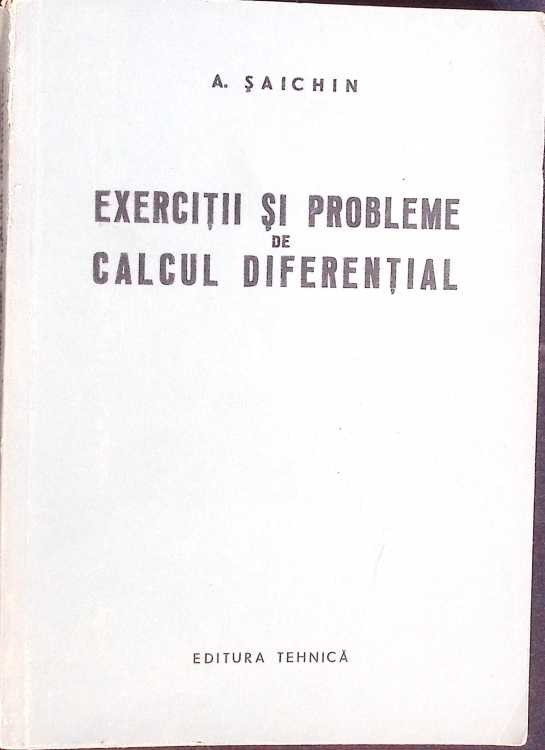 A. ŞAICHIN
EXERCIŢII ŞI PROBLEME
DE
CALCUL DIFERENŢIAL
EDITURA TEHNICĂ